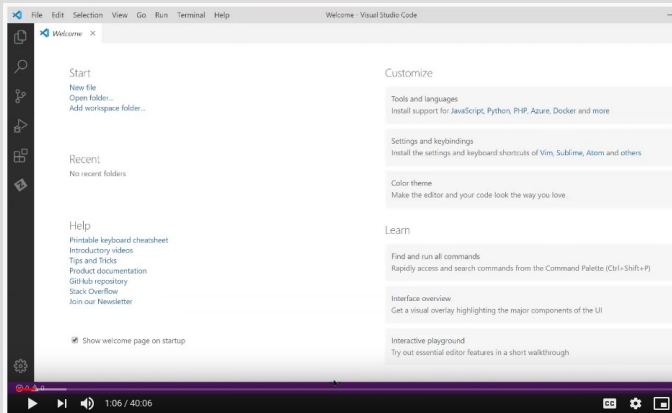 File Edit Selection View Go Run Terminal Help
Welcome - Visual Studio Code
Welcome ×
Start
New file
Open folder...
Add workspace folder...
Recent
No recent folders
Help
Printable keyboard cheatsheet
Introductory videos
Tips and Tricks
Product documentation
GitHub repository
Stack Overflow
Join our Newsletter
Show welcome page on startup
Customize
Tools and languages
Install support for JavaScript, Python, PHP, Azure, Docker and more
Settings and keybindings
Install the settings and keyboard shortcuts of Vim, Sublime, Atom and others
Color theme
Make the editor and your code look the way you love
Learn
Find and run all commands
Rapidly access and search commands from the Command Palette (Ctrl+Shift+P)
Interface overview
Get a visual overlay highlighting the major components of the UI
Interactive playground
Try out essential editor features in a short walkthrough
1:06 / 40:06
CC